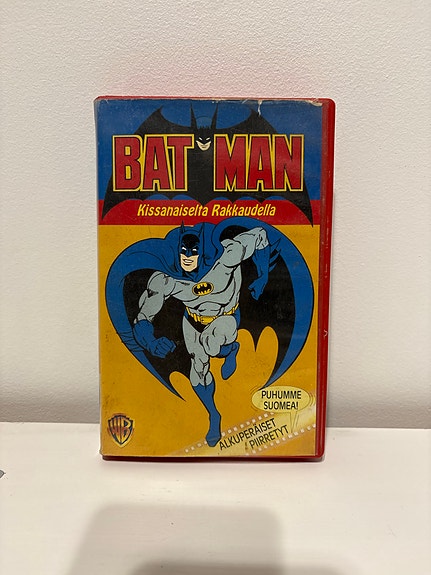 BATMAN
Kissanaiselta Rakkaudella
PUHUMME
SUOMEA!
ALKUPERÄISET
PIIRRETYT
WB